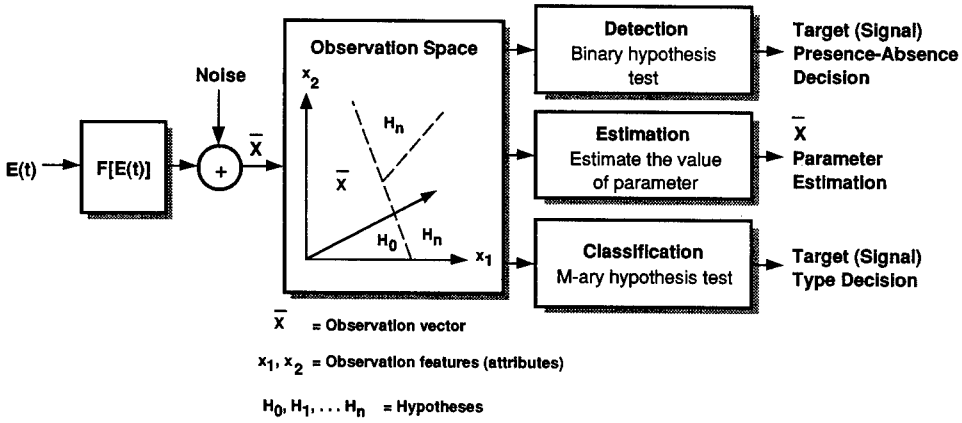 E(t)
F[E(t)]
Noise
+
X̅
Observation Space
x₂
Hₙ
X̅
H₀
Hₙ
x₁
Detection
Binary hypothesis
test
Target (Signal)
Presence-Absence
Decision
Estimation
Estimate the value
of parameter
X̅
Parameter
Estimation
Classification
M-ary hypothesis test
Target (Signal)
Type Decision
X̅ = Observation vector
x₁, x₂ = Observation features (attributes)
H₀, H₁, . . . Hₙ = Hypotheses